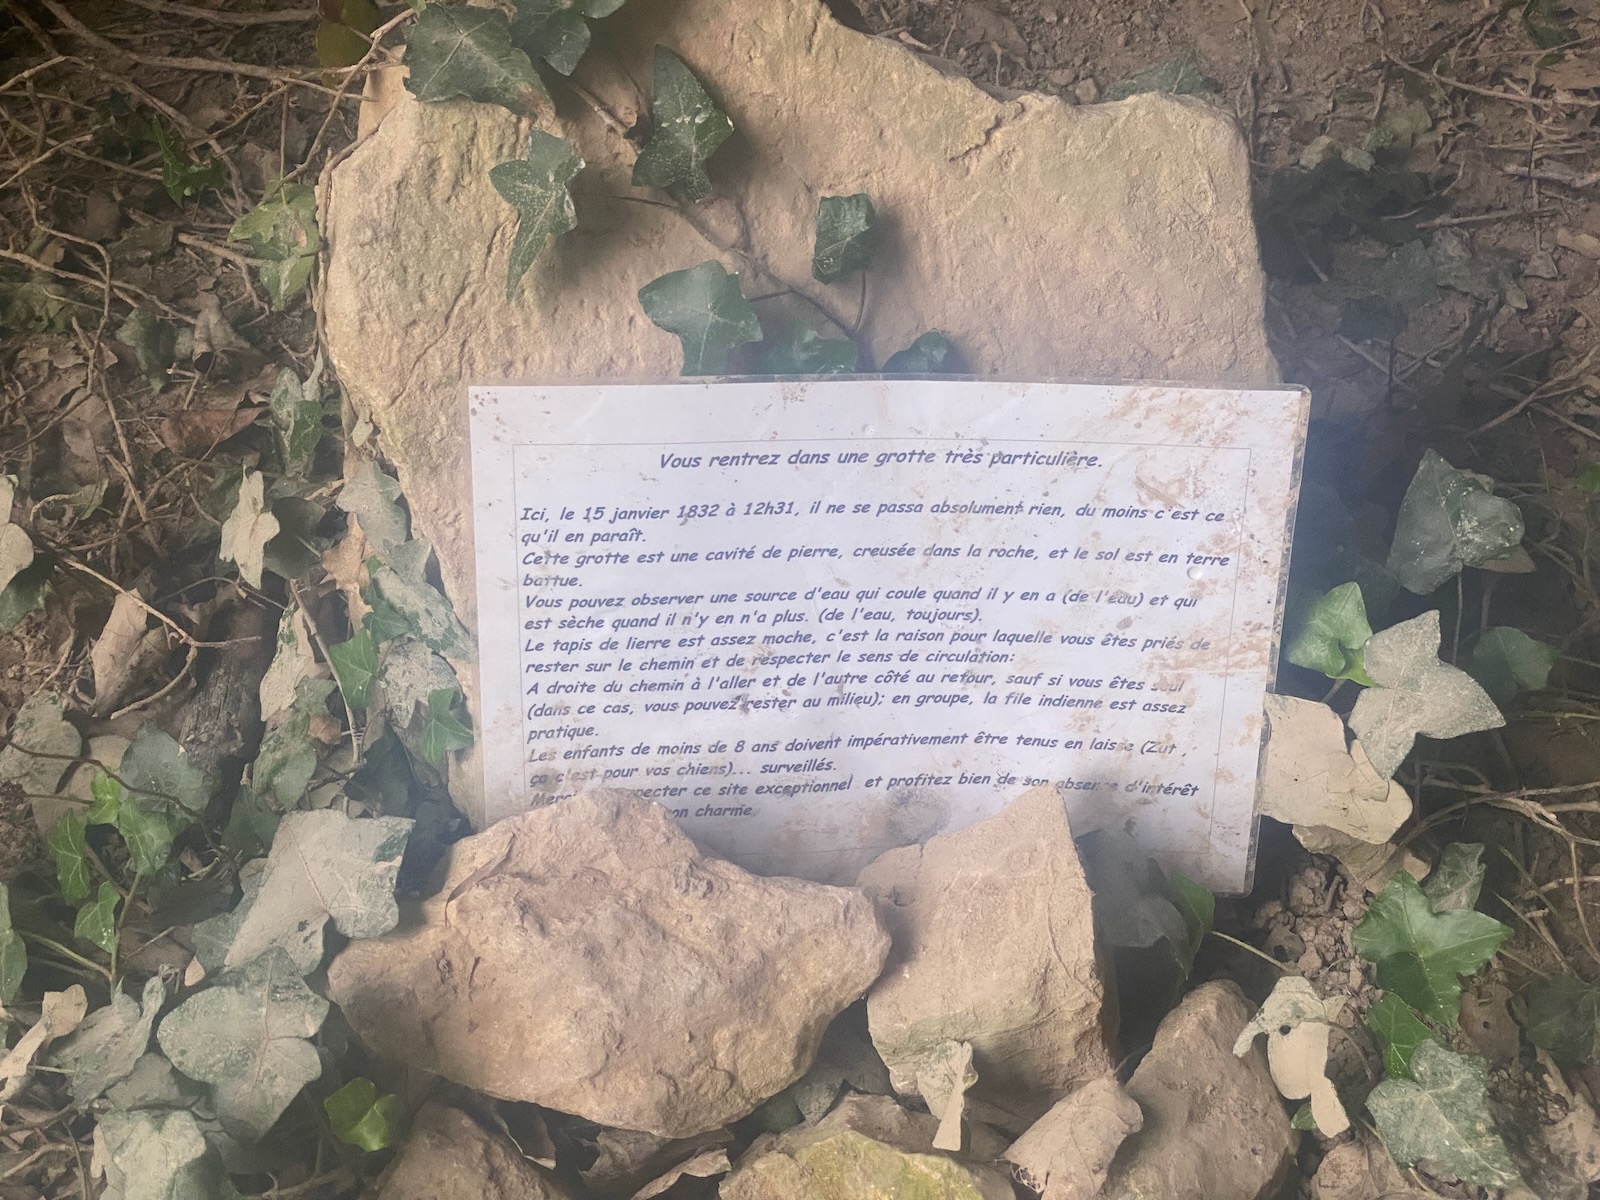 Vous rentrez dans une grotte très particulière.
Ici, le 15 janvier 1832 à 12h31, il ne se passa absolument rien, du moins c'est ce
qu'il en paraît.
Cette grotte est une cavité de pierre, creusée dans la roche, et le sol est en terre
battue.
Vous pouvez observer une source d'eau qui coule quand il y en a (de l'eau) et qui
est sèche quand il n'y en n'a plus. (de l'eau, toujours).
Le tapis de lierre est assez moche, c'est la raison pour laquelle vous êtes priés de
rester sur le chemin et de respecter le sens de circulation:
A droite du chemin à l'aller et de l'autre côté au retour, sauf si vous êtes seul
(dans ce cas, vous pouvez rester au milieu); en groupe, la file indienne est assez
pratique.
Les enfants de moins de 8 ans doivent impérativement être tenus en laisse (Zut,
ça c'est pour vos chiens)... surveillés.
Merci pecter ce site exceptionnel et profitez bien de son absence d'intérêt
on charme